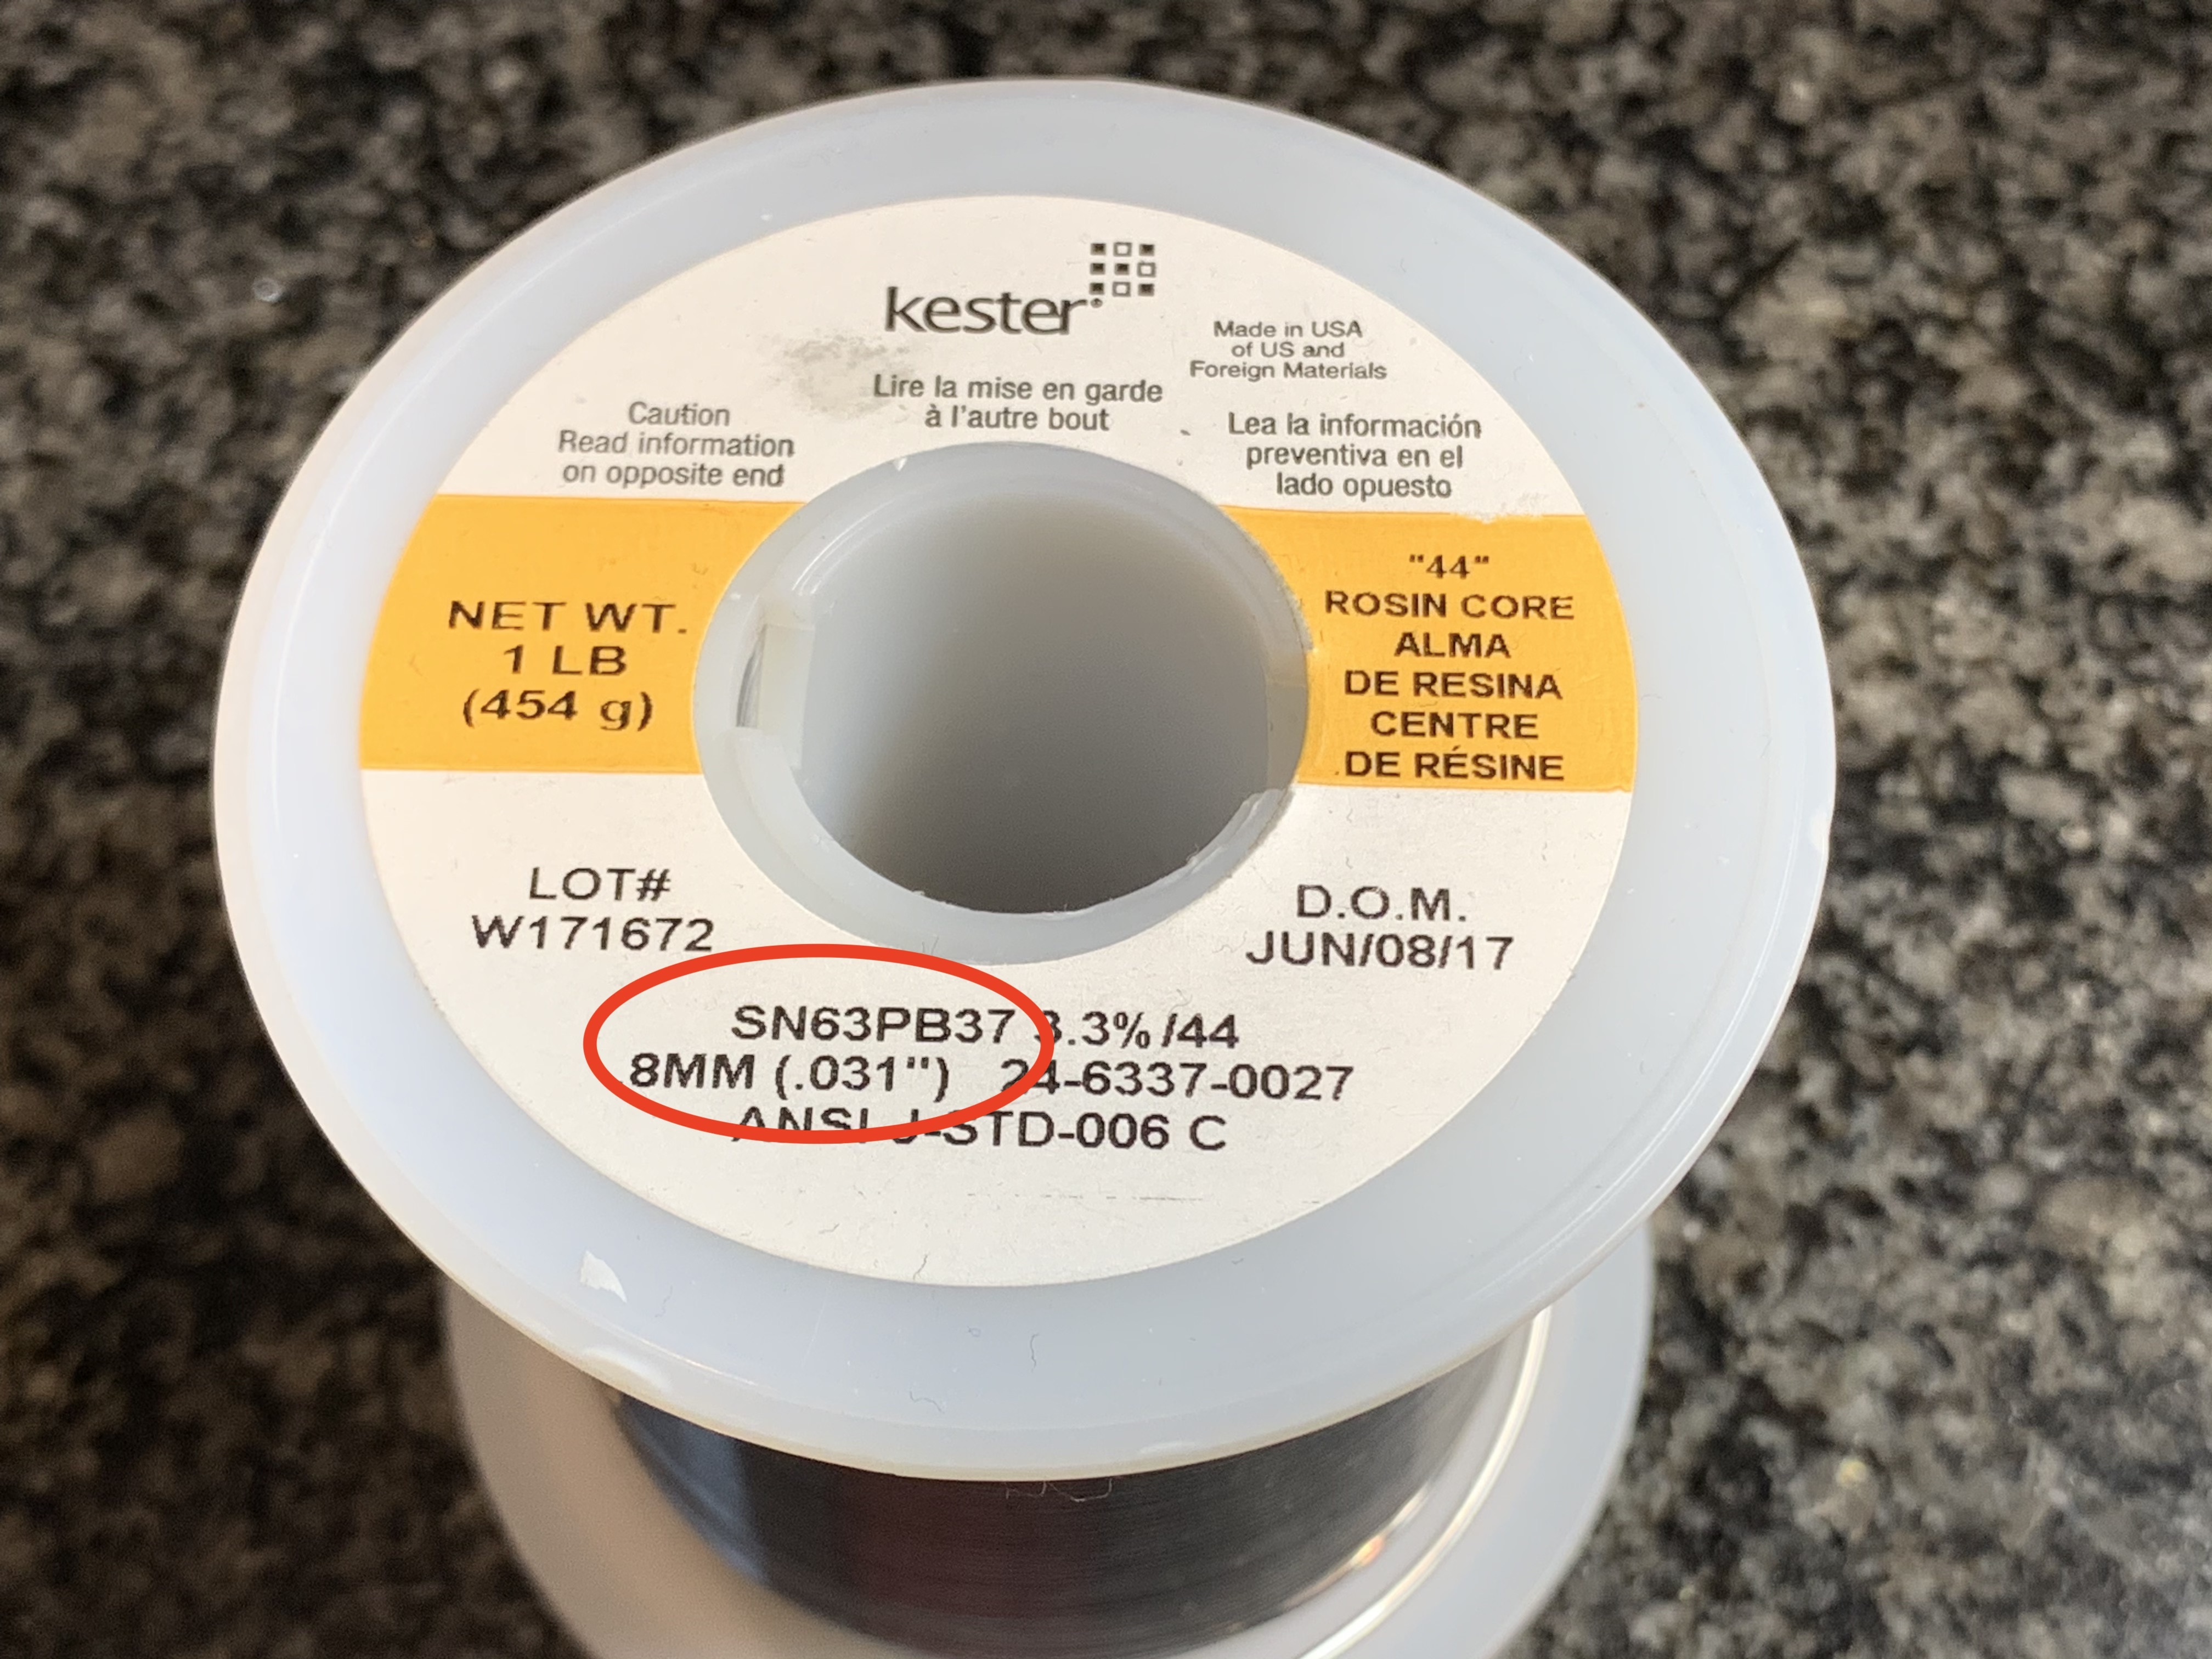 kester®
Made in USA
of US and
Foreign Materials
Lire la mise en garde
à l'autre bout
Caution
Read information
on opposite end
Lea la información
preventiva en el
lado opuesto
NET WT.
1 LB
(454 g)
"44"
ROSIN CORE
ALMA
DE RESINA
CENTRE
DE RÉSINE
LOT#
W171672
D.O.M.
JUN/08/17
SN63PB37 3.3% /44
.8MM (.031") 24-6337-0027
ANSI J-STD-006 C